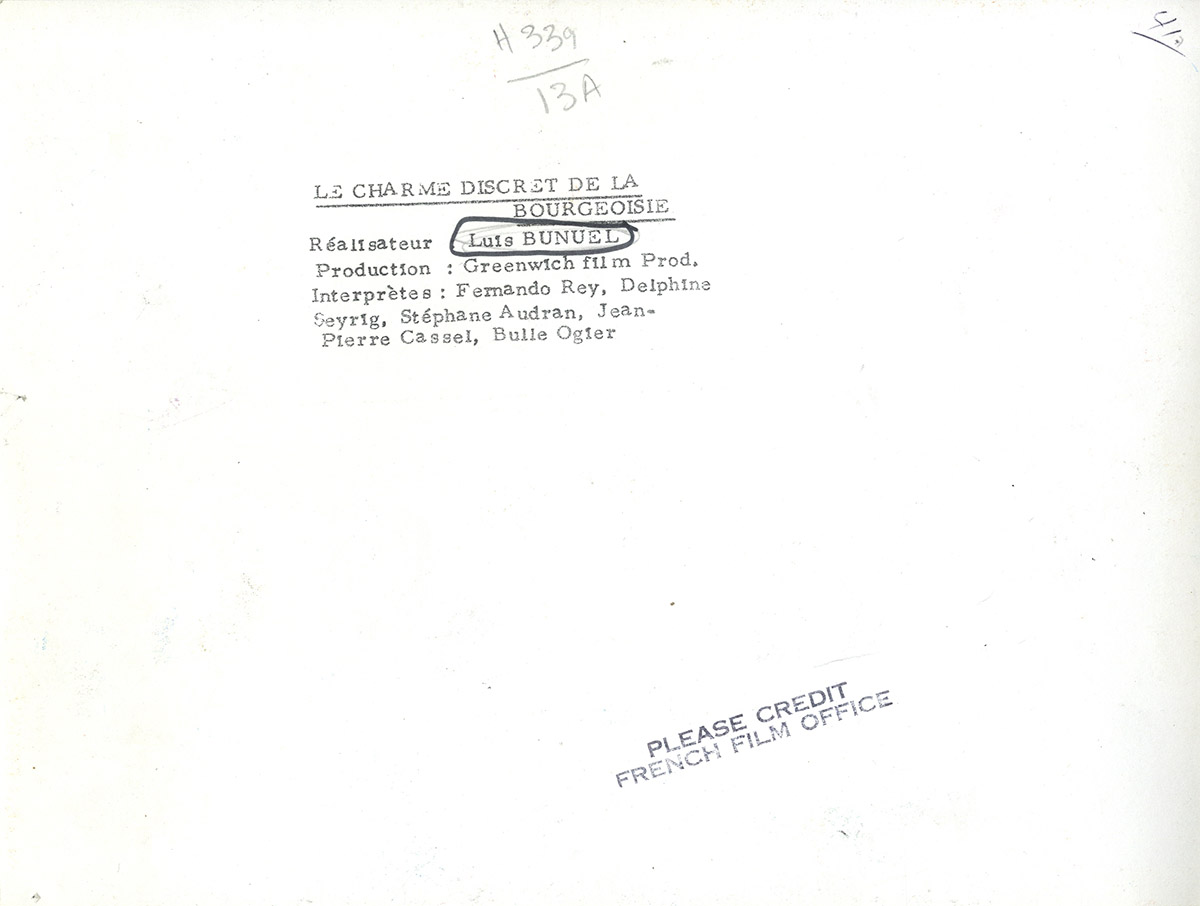 H 339
13A
LE CHARME DISCRET DE LA
BOURGEOISIE
Réalisateur : Luis BUNUEL
Production : Greenwich film Prod.
Interprètes : Fernando Rey, Delphine
Seyrig, Stéphane Audran, Jean-
Pierre Cassel, Bulle Ogier
PLEASE CREDIT
FRENCH FILM OFFICE